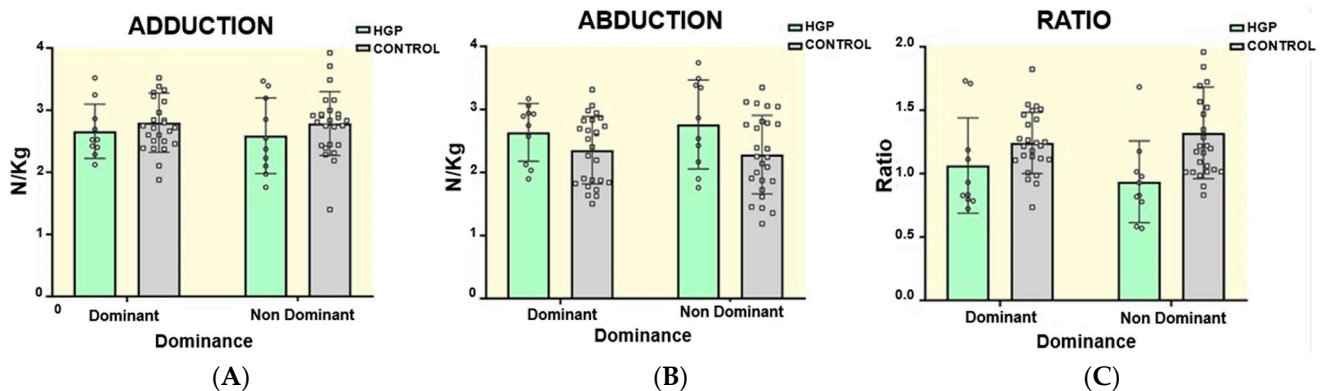 ADDUCTION
HGP
CONTROL
N/Kg
4
3
2
1
0
0
Dominant
Non Dominant
Dominance
(A)
ABDUCTION
HGP
CONTROL
N/Kg
4
3
2
1
0
Dominant
Non Dominant
Dominance
(B)
RATIO
HGP
CONTROL
Ratio
2.0
1.5
1.0
0.5
0.0
Dominant
Non Dominant
Dominance
(C)